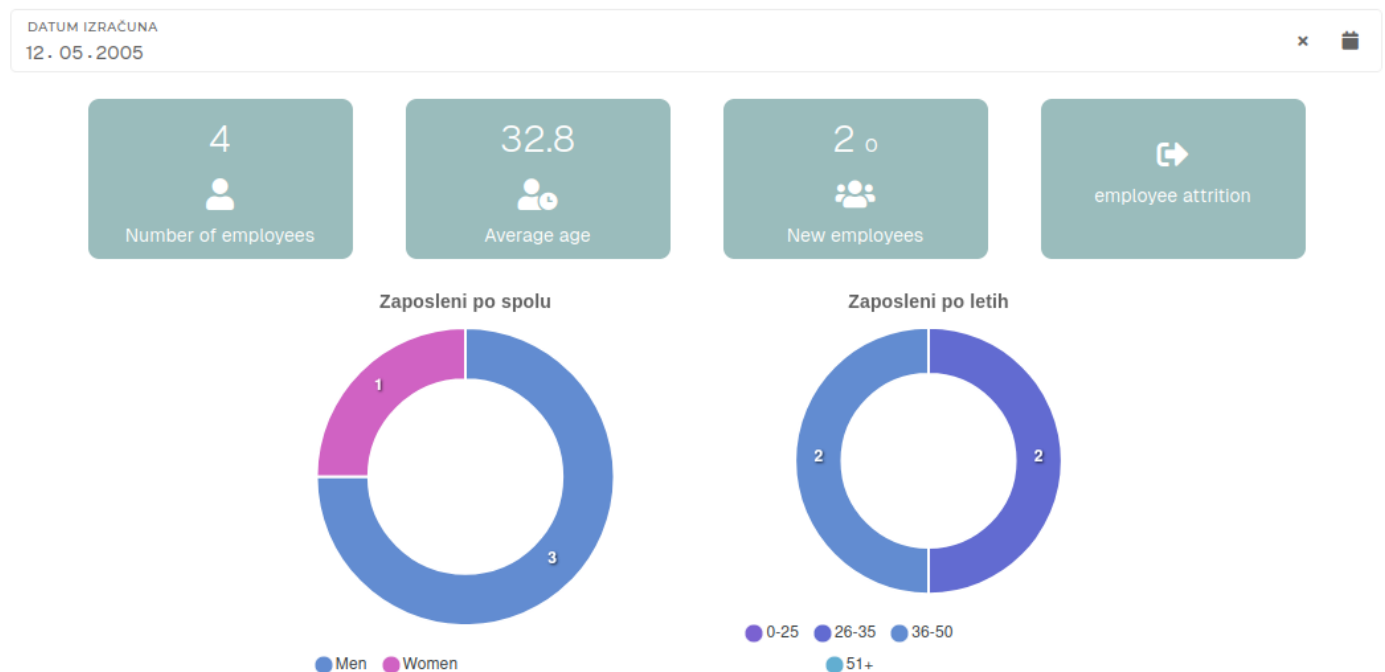 DATUM IZRAČUNA
12. 05.2005
4
Number of employees
32.8
Average age
2 0
New employees
employee attrition
Zaposleni po spolu
1
3
Men Women
Zaposleni po letih
2
2
0-25 26-35 36-50
51+